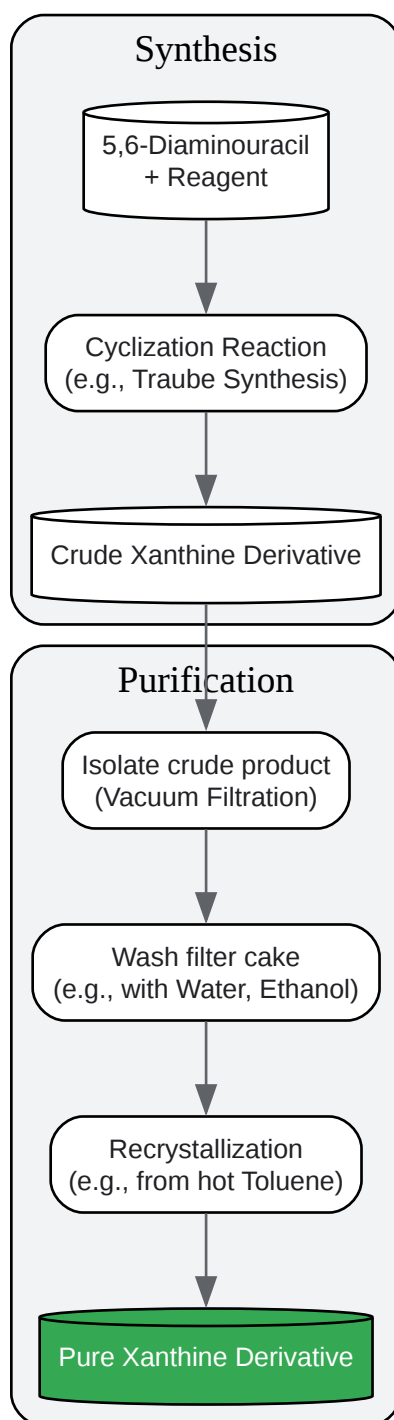 Synthesis
5,6-Diaminouracil
+ Reagent
Cyclization Reaction
(e.g., Traube Synthesis)
Crude Xanthine Derivative
Purification
Isolate crude product
(Vacuum Filtration)
Wash filter cake
(e.g., with Water, Ethanol)
Recrystallization
(e.g., from hot Toluene)
Pure Xanthine Derivative